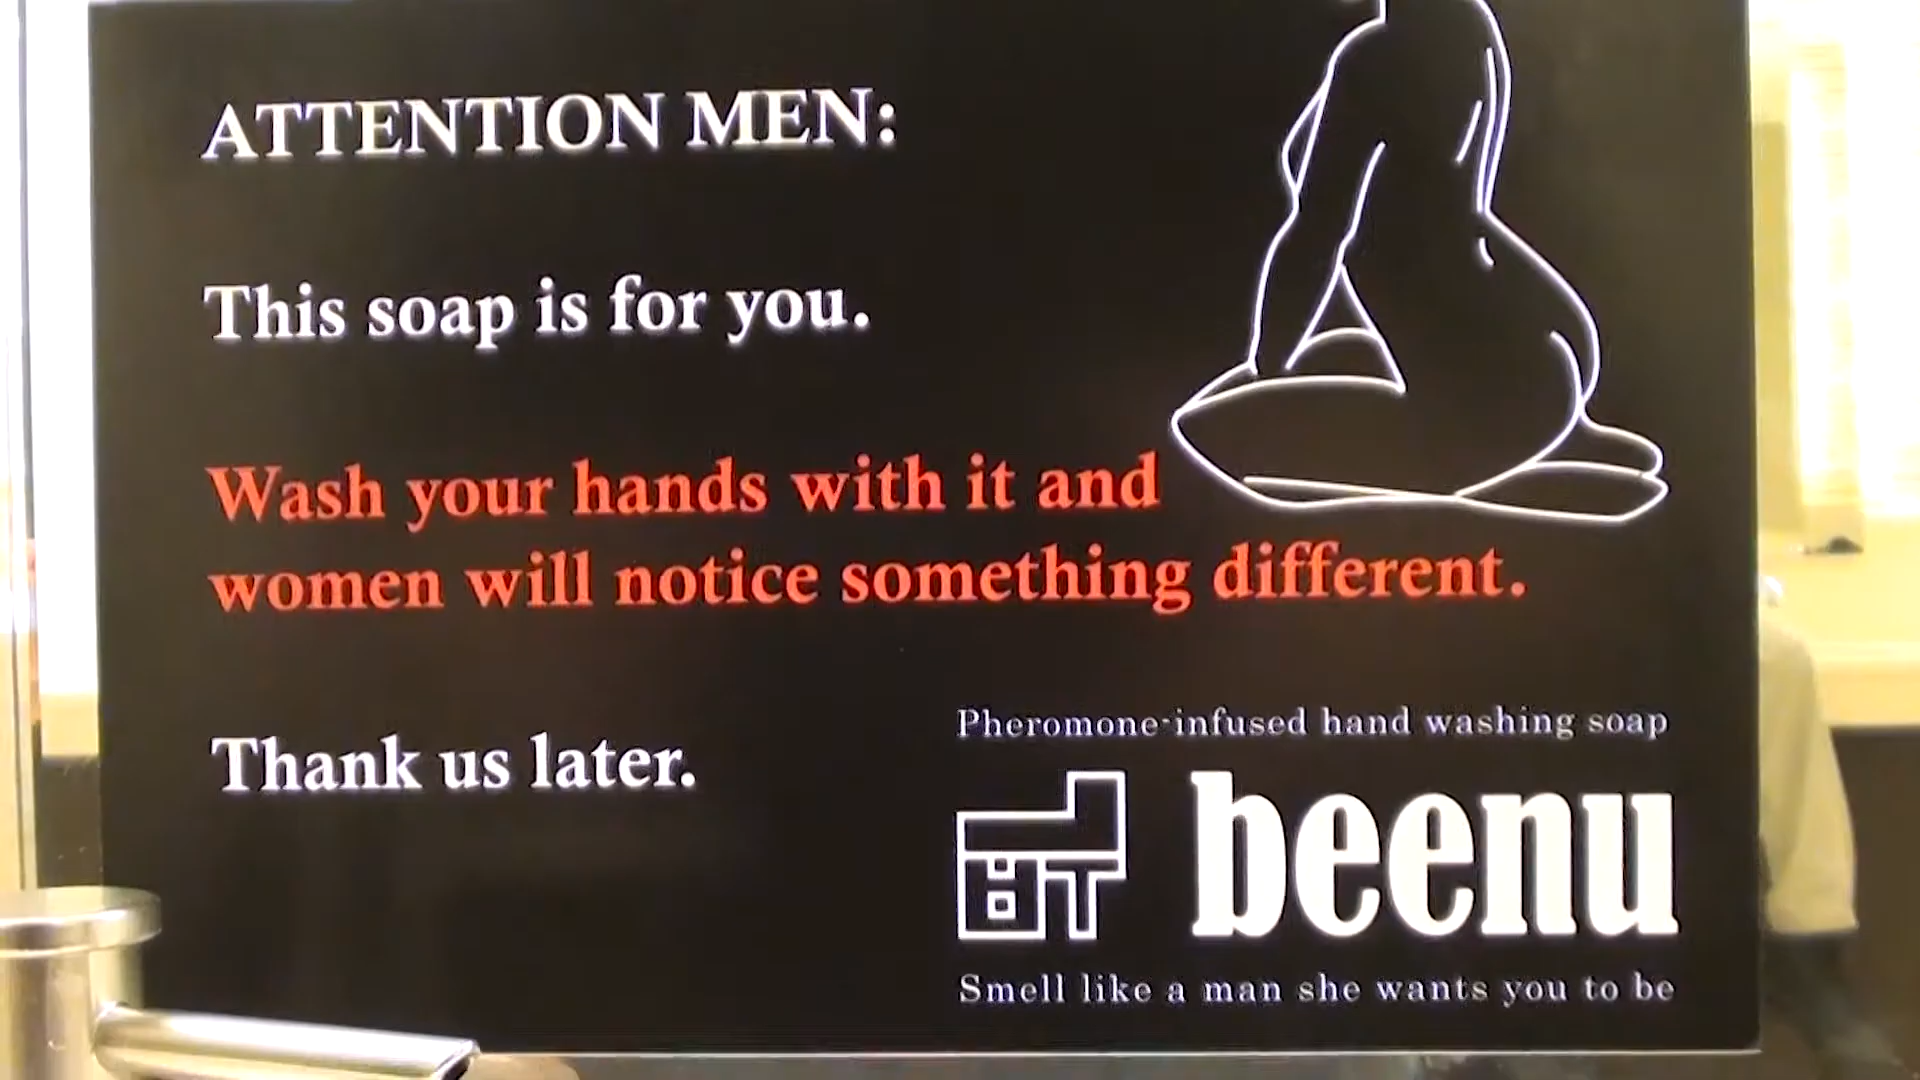 ATTENTION MEN:
This soap is for you.
Wash your hands with it and
women will notice something different.
Thank us later.
Pheromone-infused hand washing soap
beenu
Smell like a man she wants you to be